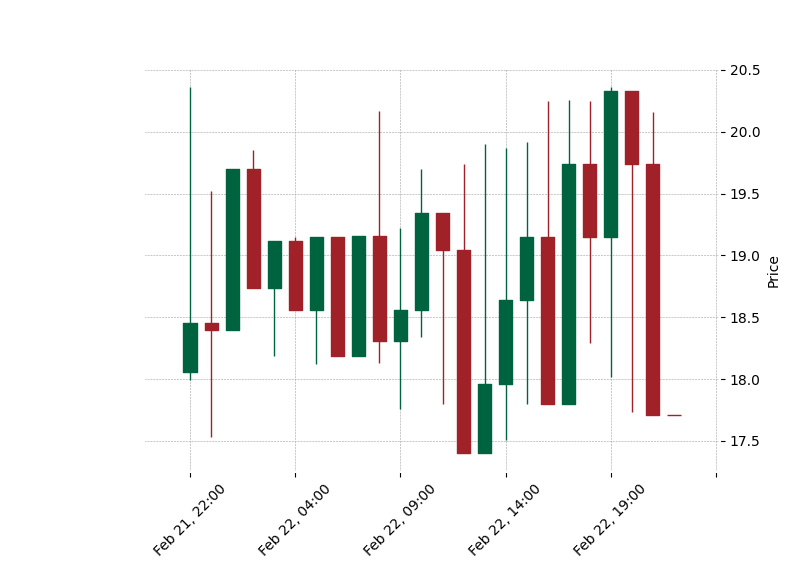 20.5
20.0
19.5
19.0
18.5
18.0
17.5
Price
Feb 21, 22:00
Feb 22, 04:00
Feb 22, 09:00
Feb 22, 14:00
Feb 22, 19:00